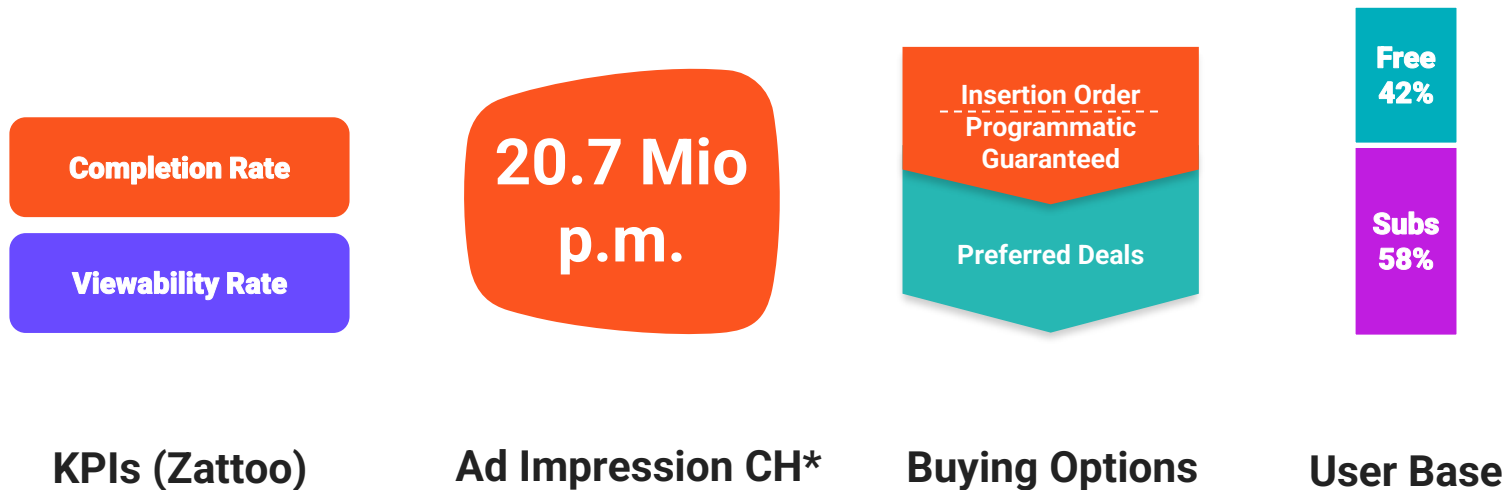 Completion Rate
Viewability Rate
KPIs (Zattoo)
20.7 Mio
p.m.
Ad Impression CH*
Insertion Order
Programmatic
Guaranteed
Preferred Deals
Buying Options
Free
42%
Subs
58%
User Base